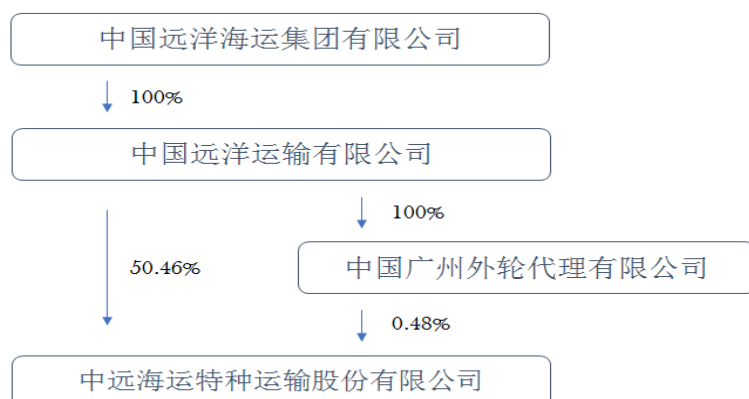 中国远洋海运集团有限公司
100%
中国远洋运输有限公司
100%
50.46%
中国广州外轮代理有限公司
0.48%
中远海运特种运输股份有限公司